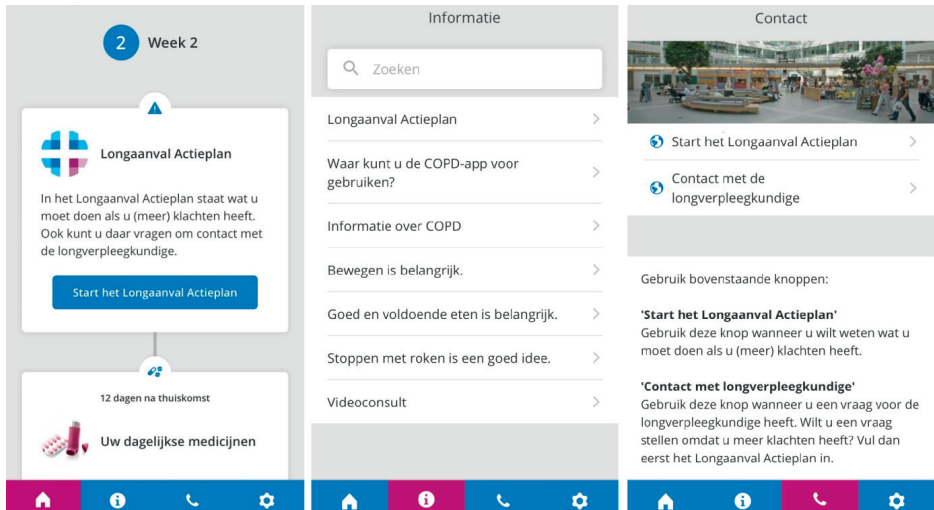 2 Week 2
Longaanval Actieplan
In het Longaanval Actieplan staat wat u
moet doen als u (meer) klachten heeft.
Ook kunt u daar vragen om contact met
de longverpleegkundige.
Start het Longaanval Actieplan
12 dagen na thuiskomst
Uw dagelijkse medicijnen
Informatie
Zoeken
Longaanval Actieplan
Waar kunt u de COPD-app voor
gebruiken?
Informatie over COPD
Bewegen is belangrijk.
Goed en voldoende eten is belangrijk.
Stoppen met roken is een goed idee.
Videoconsult
Contact
Start het Longaanval Actieplan
Contact met de
longverpleegkundige
Gebruik bovenstaande knoppen:
'Start het Longaanval Actieplan'
Gebruik deze knop wanneer u wilt weten wat u
moet doen als u (meer) klachten heeft.
'Contact met longverpleegkundige'
Gebruik deze knop wanneer u een vraag voor de
longverpleegkundige heeft. Wilt u een vraag
stellen omdat u meer klachten heeft? Vul dan
eerst het Longaanval Actieplan in.